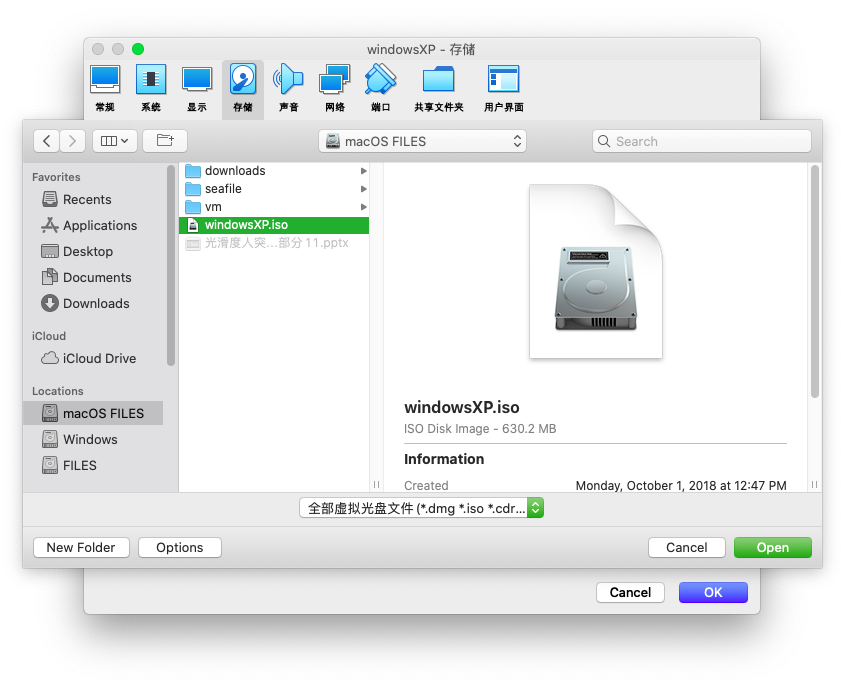 windowsXP - 存储
常规 系统 显示 存储 声音 网络 端口 共享文件夹 用户界面
macOS FILES
Search
Favorites
Recents
Applications
Desktop
Documents
Downloads
iCloud
iCloud Drive
Locations
macOS FILES
Windows
FILES
downloads
seafile
vm
windowsXP.iso
光滑度人突...部分 11.pptx
windowsXP.iso
ISO Disk Image - 630.2 MB
Information
Created Monday, October 1, 2018 at 12:47 PM
全部虚拟光盘文件 (*.dmg *.iso *.cdr...
New Folder Options Cancel Open
Cancel OK